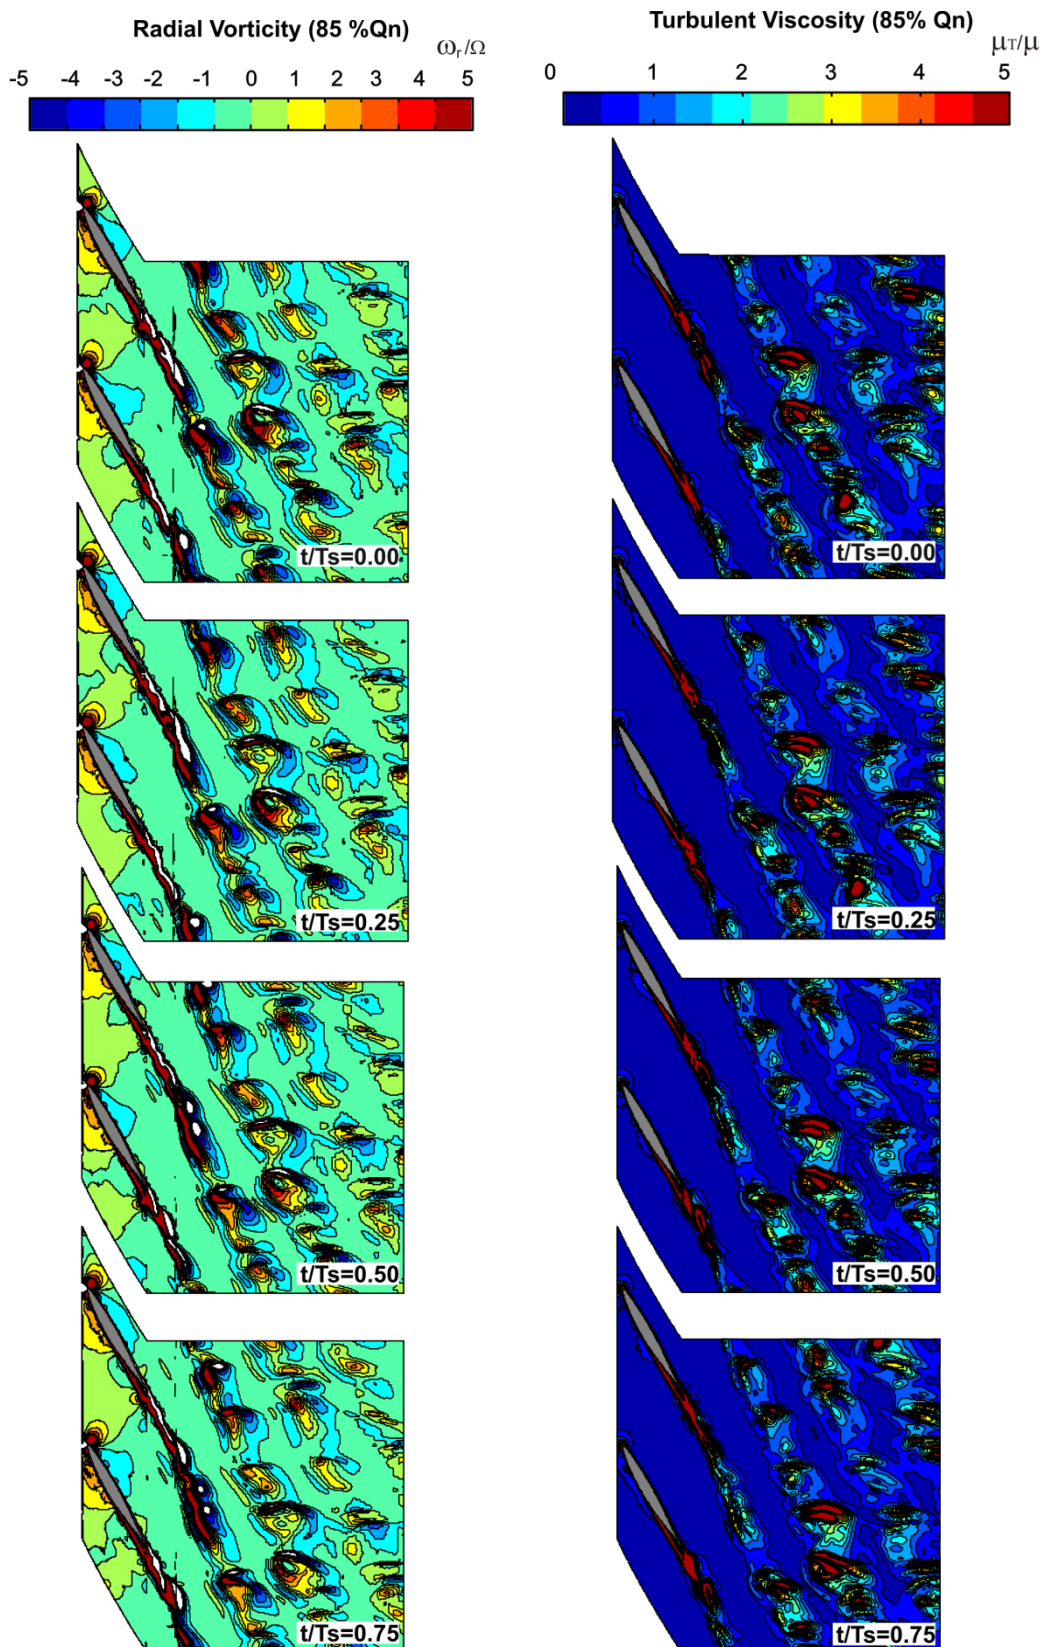 Radial Vorticity (85 %Qn)
ωr/Ω
-5 -4 -3 -2 -1 0 1 2 3 4 5
Turbulent Viscosity (85% Qn)
μT/μ
0 1 2 3 4 5
t/Ts=0.00
t/Ts=0.00
t/Ts=0.25
t/Ts=0.25
t/Ts=0.50
t/Ts=0.50
t/Ts=0.75
t/Ts=0.75